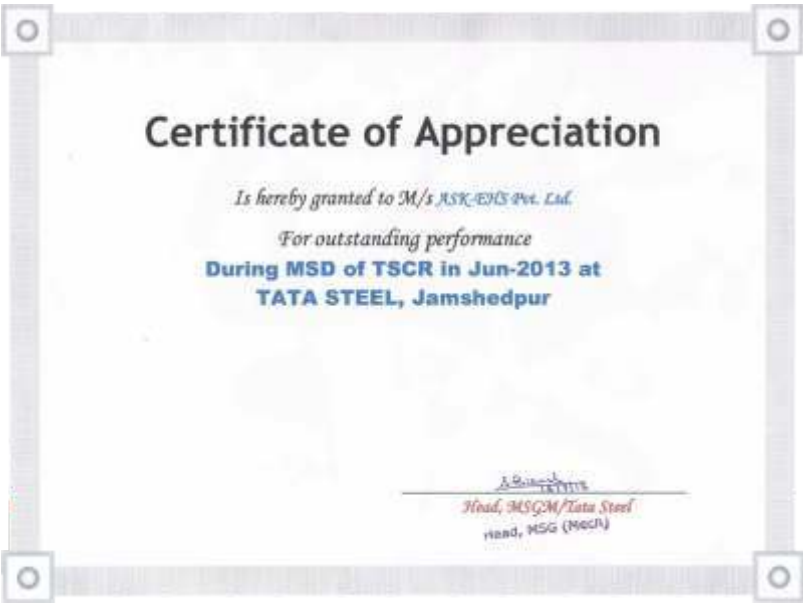 Certificate of Appreciation
Is hereby granted to M/s ASK-EHS Pvt. Ltd.
For outstanding performance
During MSD of TSCR in Jun-2013 at
TATA STEEL, Jamshedpur
Head, MSGM/Tata Steel
Head, MSG (Mech)